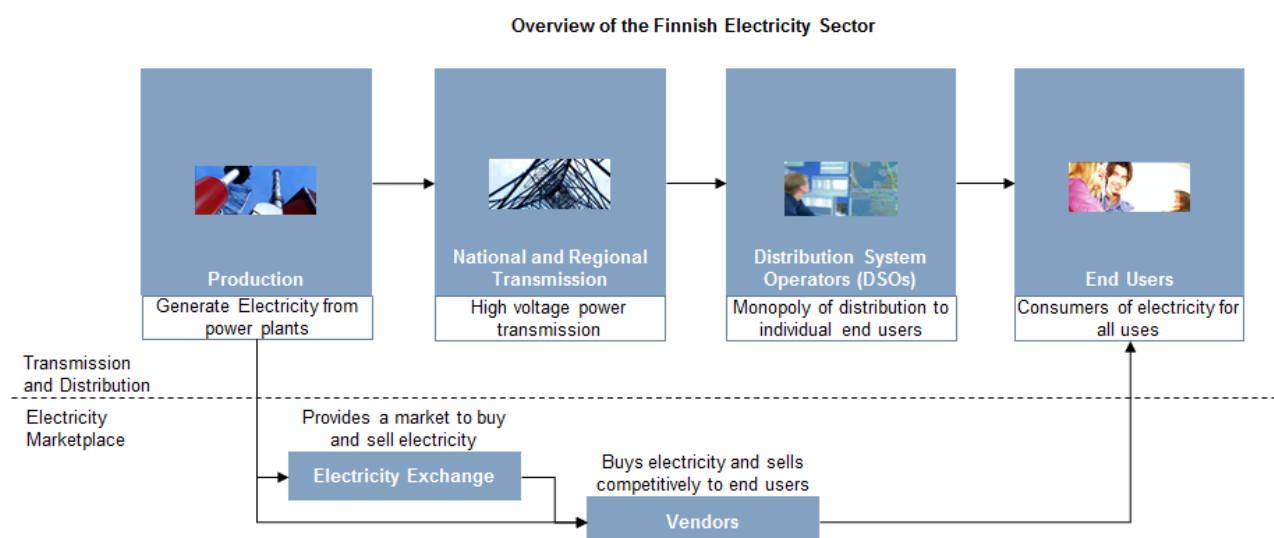 Overview of the Finnish Electricity Sector
Production
Generate Electricity from
power plants
National and Regional
Transmission
High voltage power
transmission
Distribution System
Operators (DSOs)
Monopoly of distribution to
individual end users
End Users
Consumers of electricity for
all uses
Transmission
and Distribution
Electricity
Marketplace
Provides a market to buy
and sell electricity
Electricity Exchange
Buys electricity and sells
competitively to end users
Vendors